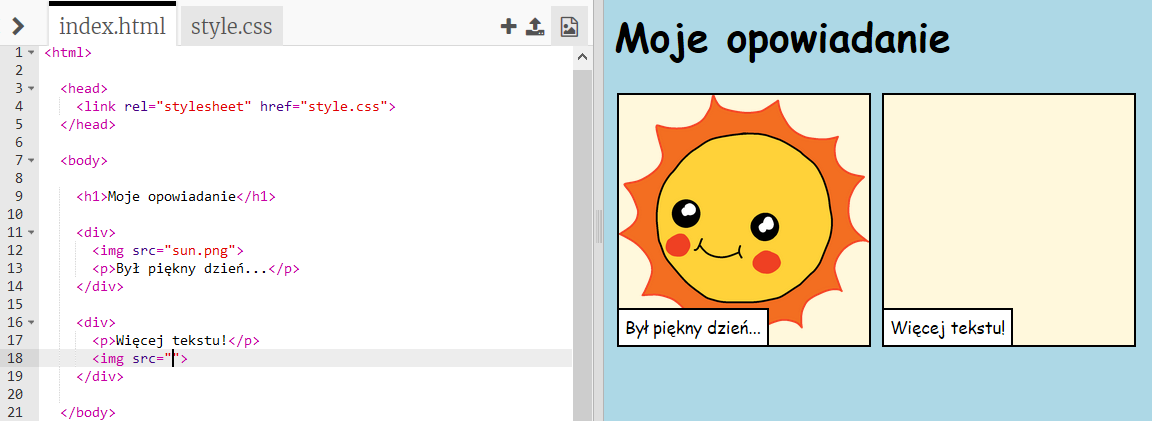 index.html style.css
1 <html>
2
3 <head>
4 <link rel="stylesheet" href="style.css">
5 </head>
6
7 <body>
8
9 <h1>Moje opowiadanie</h1>
10
11 <div>
12 <img src="sun.png">
13 <p>Był piękny dzień...</p>
14 </div>
15
16 <div>
17 <p>Więcej tekstu!</p>
18 <img src="">
19 </div>
20
21 </body>
Moje opowiadanie
Był piękny dzień...
Więcej tekstu!